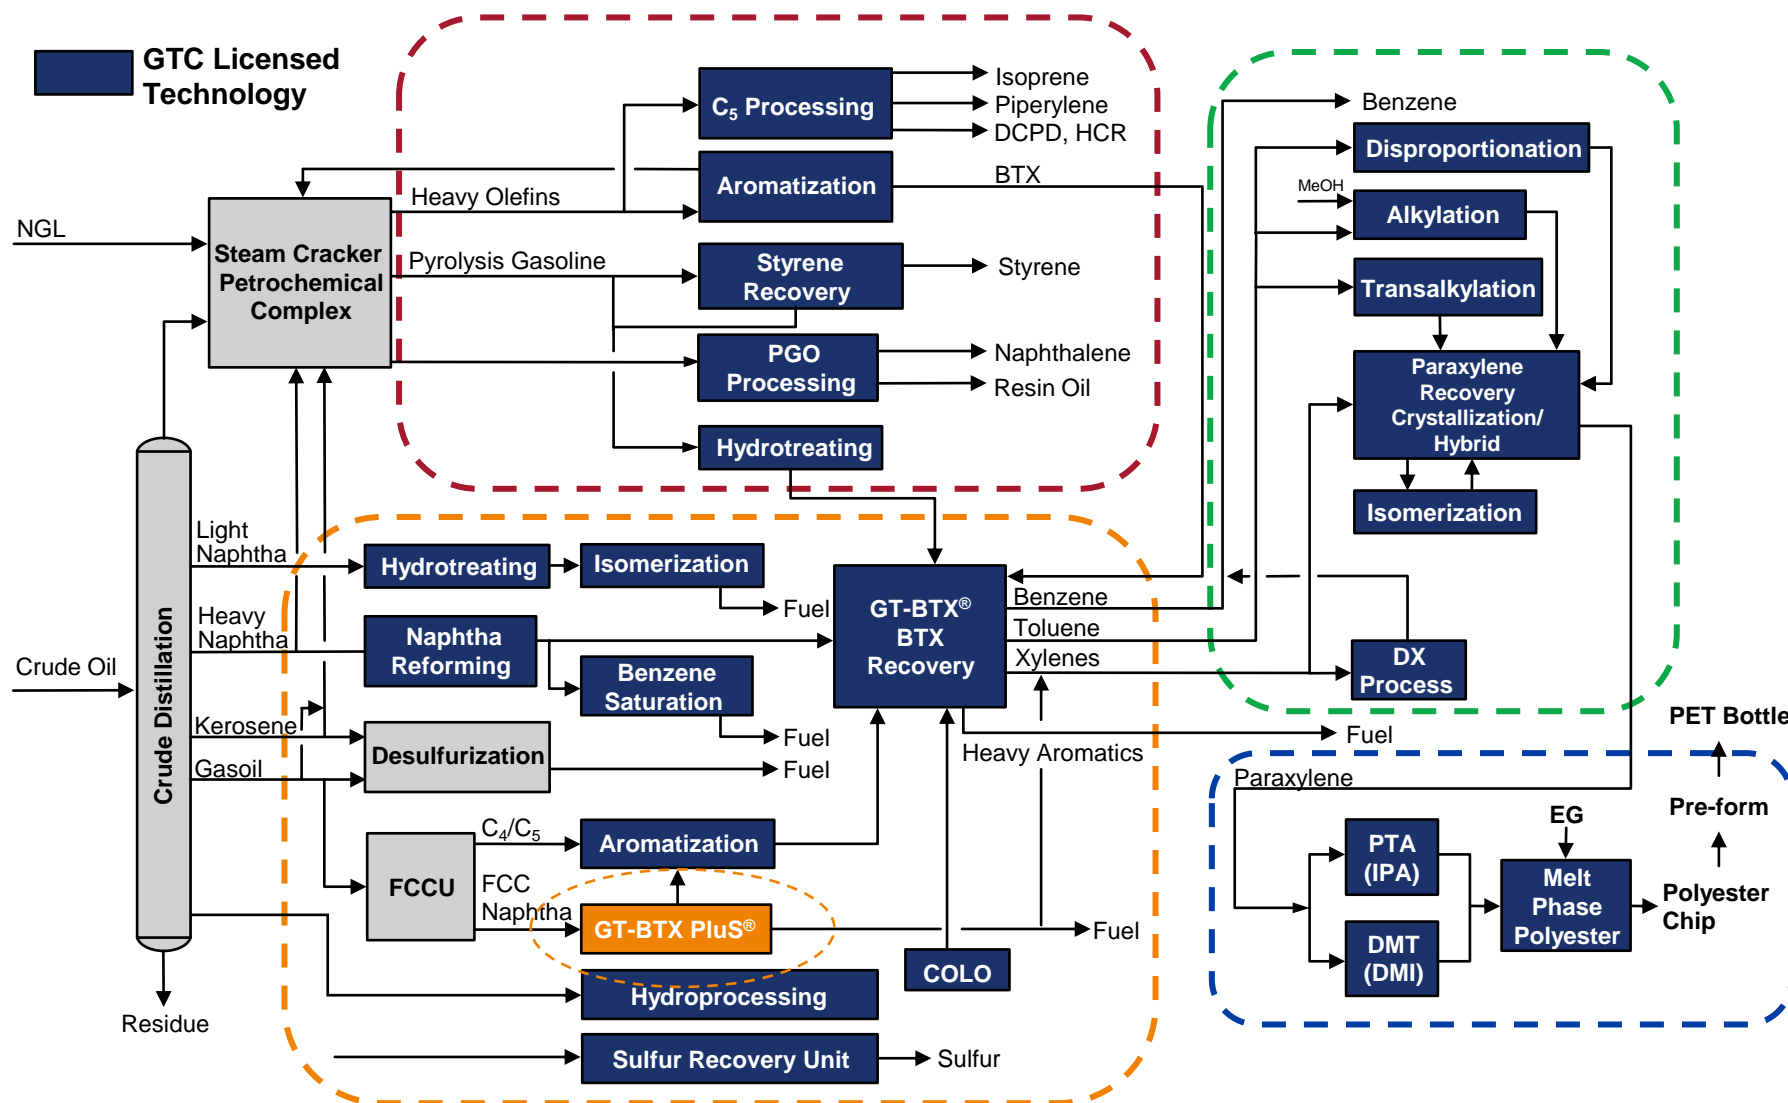 GTC Licensed
Technology
NGL
Crude Oil
Steam Cracker
Petrochemical
Complex
Crude Distillation
Residue
Heavy Olefins
Pyrolysis Gasoline
C₅ Processing
Isoprene
Piperylene
DCPD, HCR
Aromatization
BTX
Styrene
Recovery
Styrene
PGO
Processing
Naphthalene
Resin Oil
Hydrotreating
Light
Naphtha
Heavy
Naphtha
Kerosene
Gasoil
Hydrotreating
Isomerization
Fuel
Naphtha
Reforming
Benzene
Saturation
Fuel
Desulfurization
Fuel
FCCU
C₄/C₅
FCC
Naphtha
Aromatization
GT-BTX PluS®
Fuel
Hydroprocessing
Sulfur Recovery Unit
Sulfur
COLO
GT-BTX®
BTX
Recovery
Benzene
Toluene
Xylenes
Heavy Aromatics
Fuel
Benzene
Disproportionation
MeOH
Alkylation
Transalkylation
Paraxylene
Recovery
Crystallization/
Hybrid
Isomerization
DX
Process
Paraxylene
PTA
(IPA)
DMT
(DMI)
EG
Melt
Phase
Polyester
Polyester
Chip
Pre-form
PET Bottle